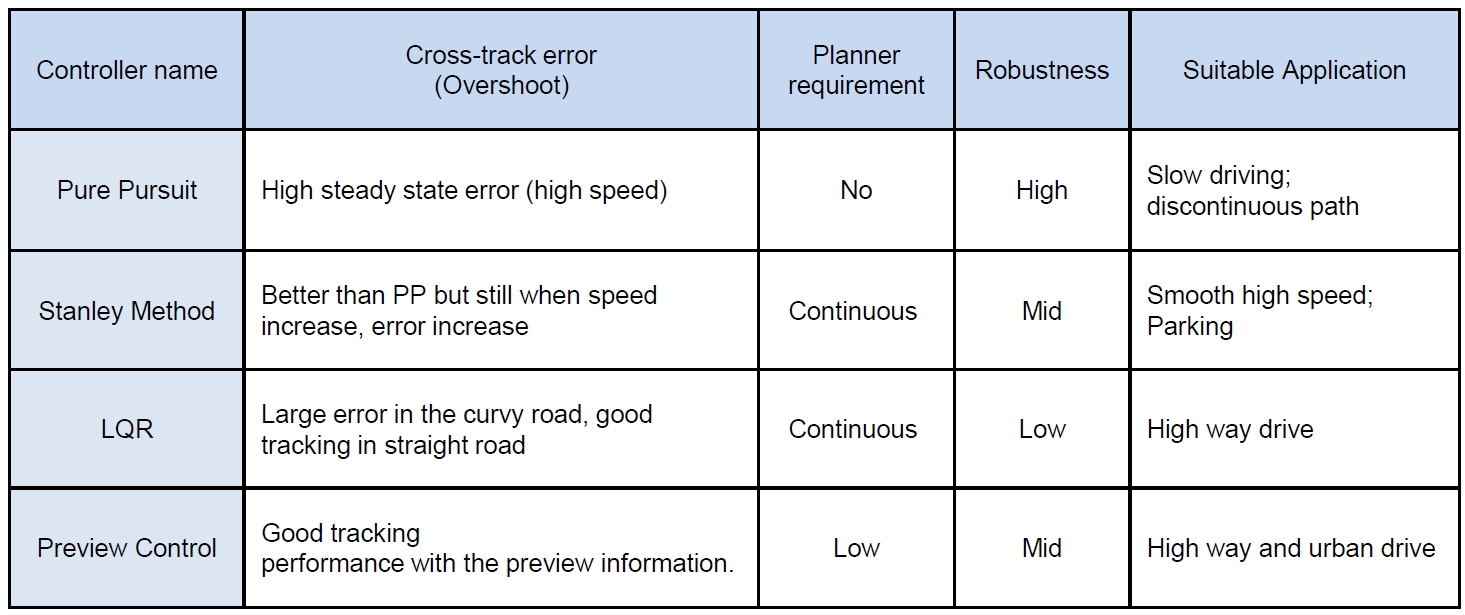 Controller name
Cross-track error
(Overshoot)
Planner
requirement
Robustness
Suitable Application
Pure Pursuit
High steady state error (high speed)
No
High
Slow driving;
discontinuous path
Stanley Method
Better than PP but still when speed
increase, error increase
Continuous
Mid
Smooth high speed;
Parking
LQR
Large error in the curvy road, good
tracking in straight road
Continuous
Low
High way drive
Preview Control
Good tracking
performance with the preview information.
Low
Mid
High way and urban drive